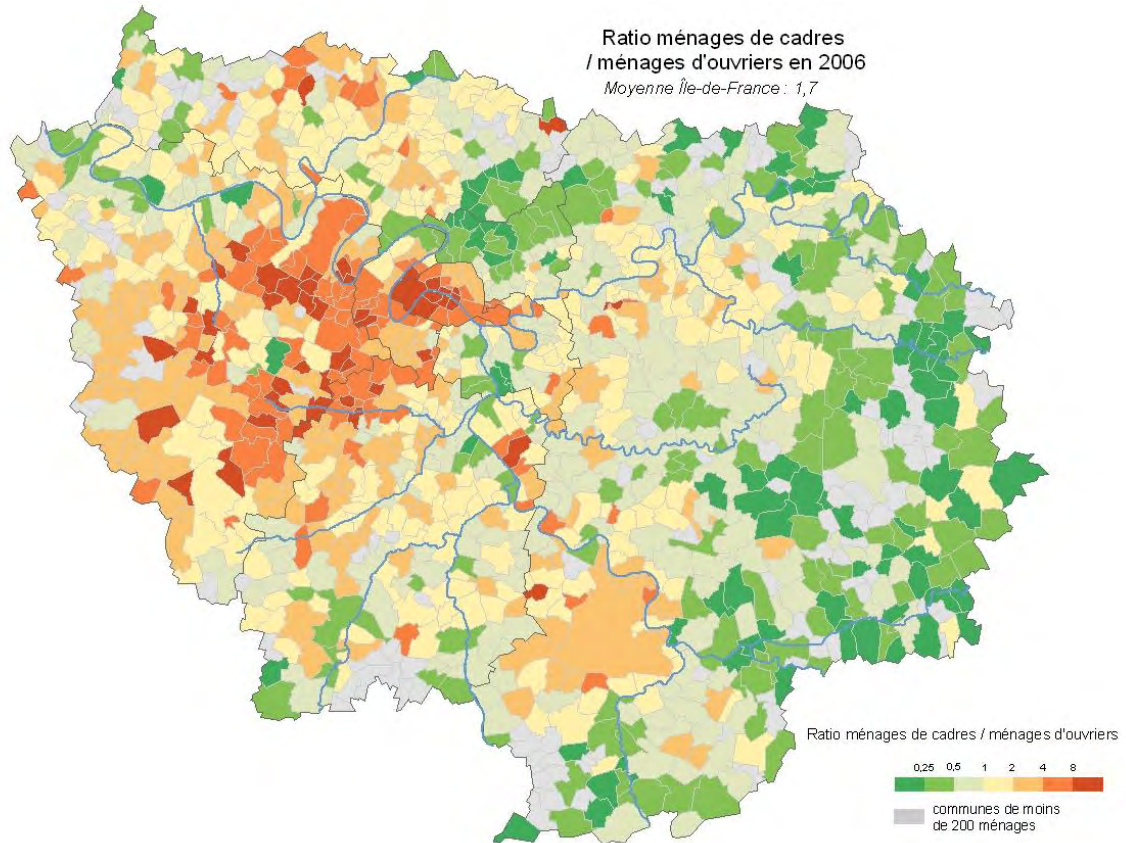 Ratio ménages de cadres
/ ménages d'ouvriers en 2006
Moyenne Île-de-France : 1,7
Ratio ménages de cadres / ménages d'ouvriers
0,25 0,5 1 2 4 8
communes de moins
de 200 ménages